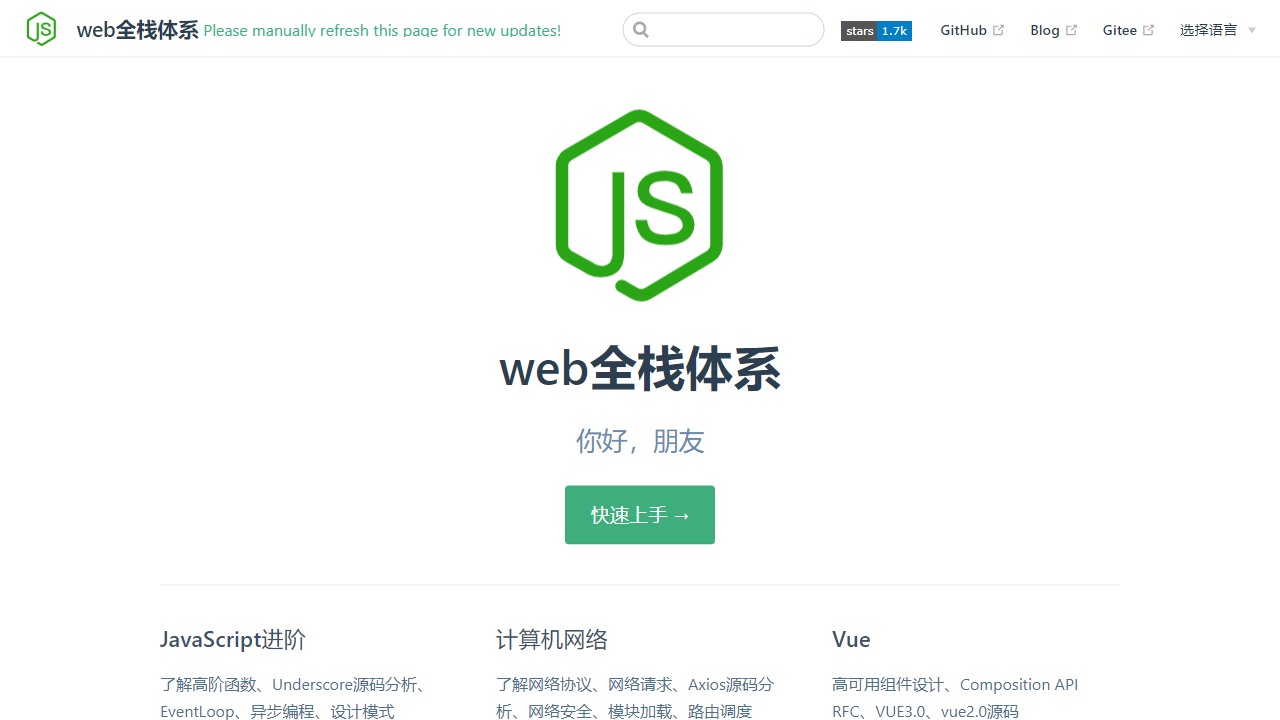 JS web全栈体系 Please manually refresh this page for new updates! stars 1.7k GitHub Blog Gitee 选择语言
JS
web全栈体系
你好，朋友
快速上手 →
JavaScript进阶
了解高阶函数、Underscore源码分析、
EventLoop、异步编程、设计模式
计算机网络
了解网络协议、网络请求、Axios源码分
析、网络安全、模块加载、路由调度
Vue
高可用组件设计、Composition API
RFC、VUE3.0、vue2.0源码